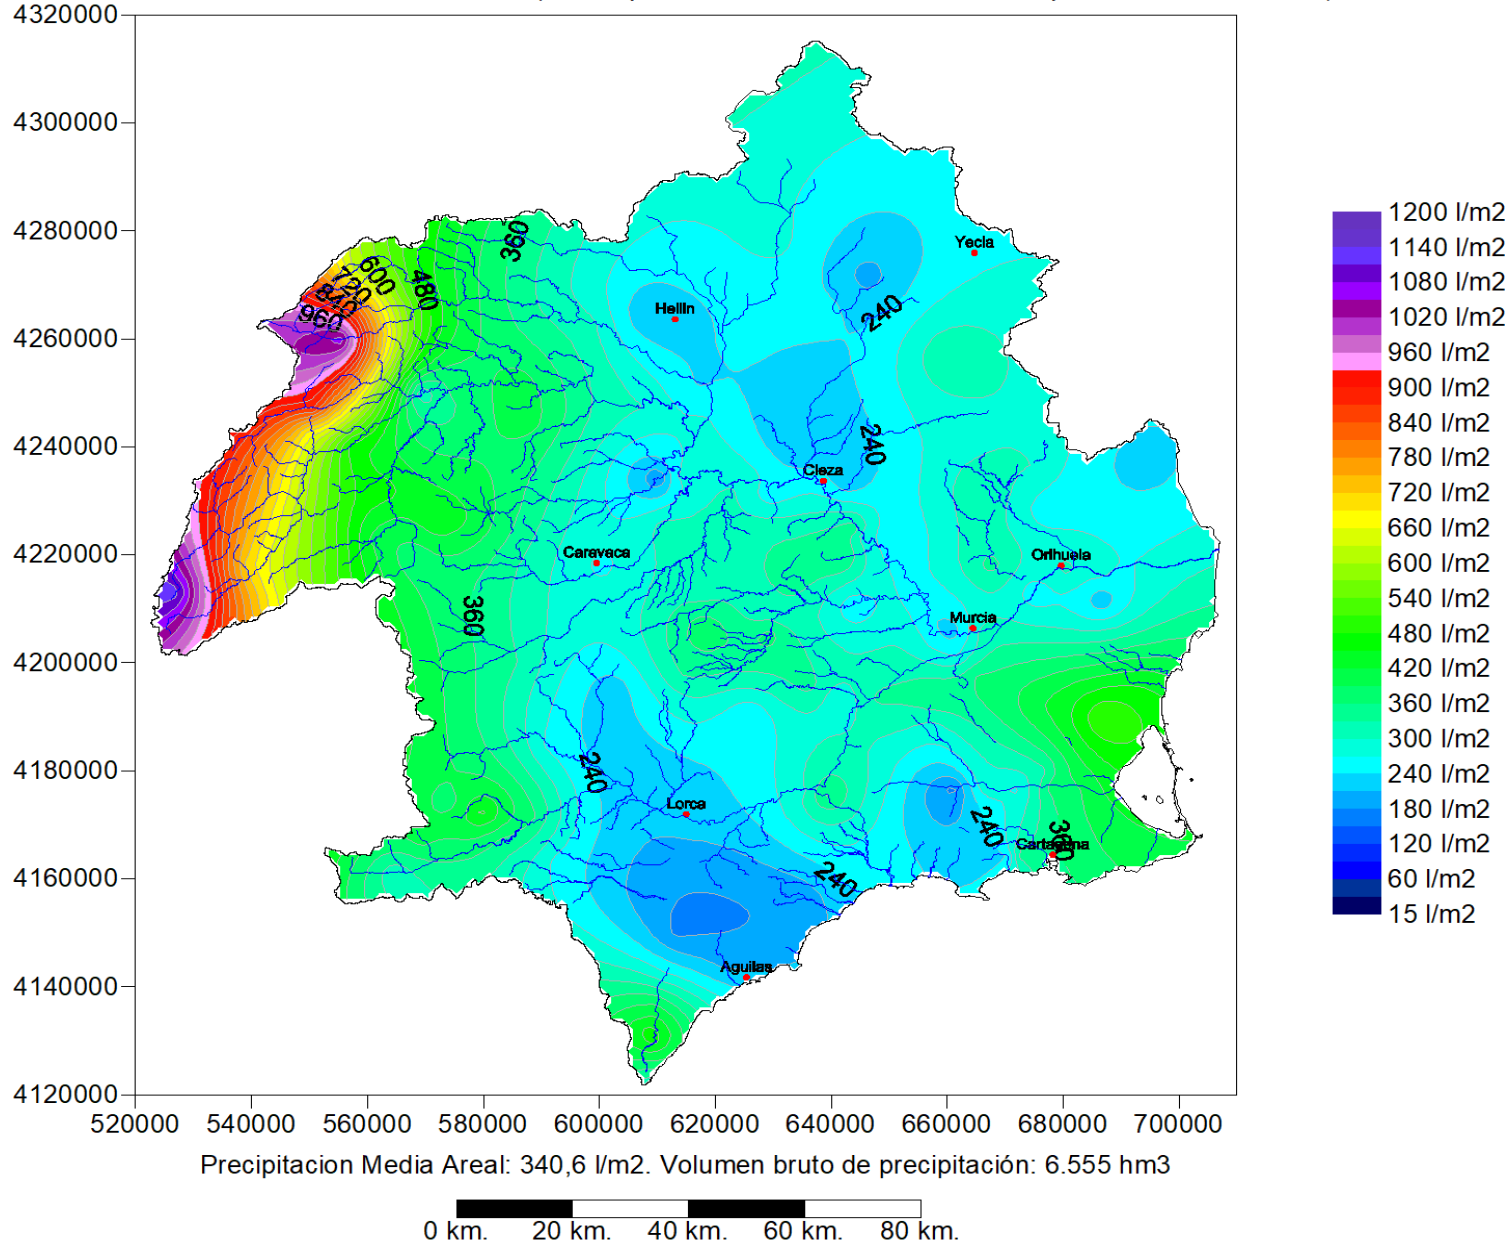 4320000
4300000
4280000
4260000
4240000
4220000
4200000
4180000
4160000
4140000
4120000
520000
540000
560000
580000
600000
620000
640000
660000
680000
700000
360
600
720
840
960
480
Yecla
Hellin
240
240
Cieza
Caravaca
Orihuela
360
Murcia
240
Lorca
240
360
Cartagena
240
Aguilas
1200 l/m2
1140 l/m2
1080 l/m2
1020 l/m2
960 l/m2
900 l/m2
840 l/m2
780 l/m2
720 l/m2
660 l/m2
600 l/m2
540 l/m2
480 l/m2
420 l/m2
360 l/m2
300 l/m2
240 l/m2
180 l/m2
120 l/m2
60 l/m2
15 l/m2
Precipitacion Media Areal: 340,6 l/m2. Volumen bruto de precipitación: 6.555 hm3
0 km. 20 km. 40 km. 60 km. 80 km.